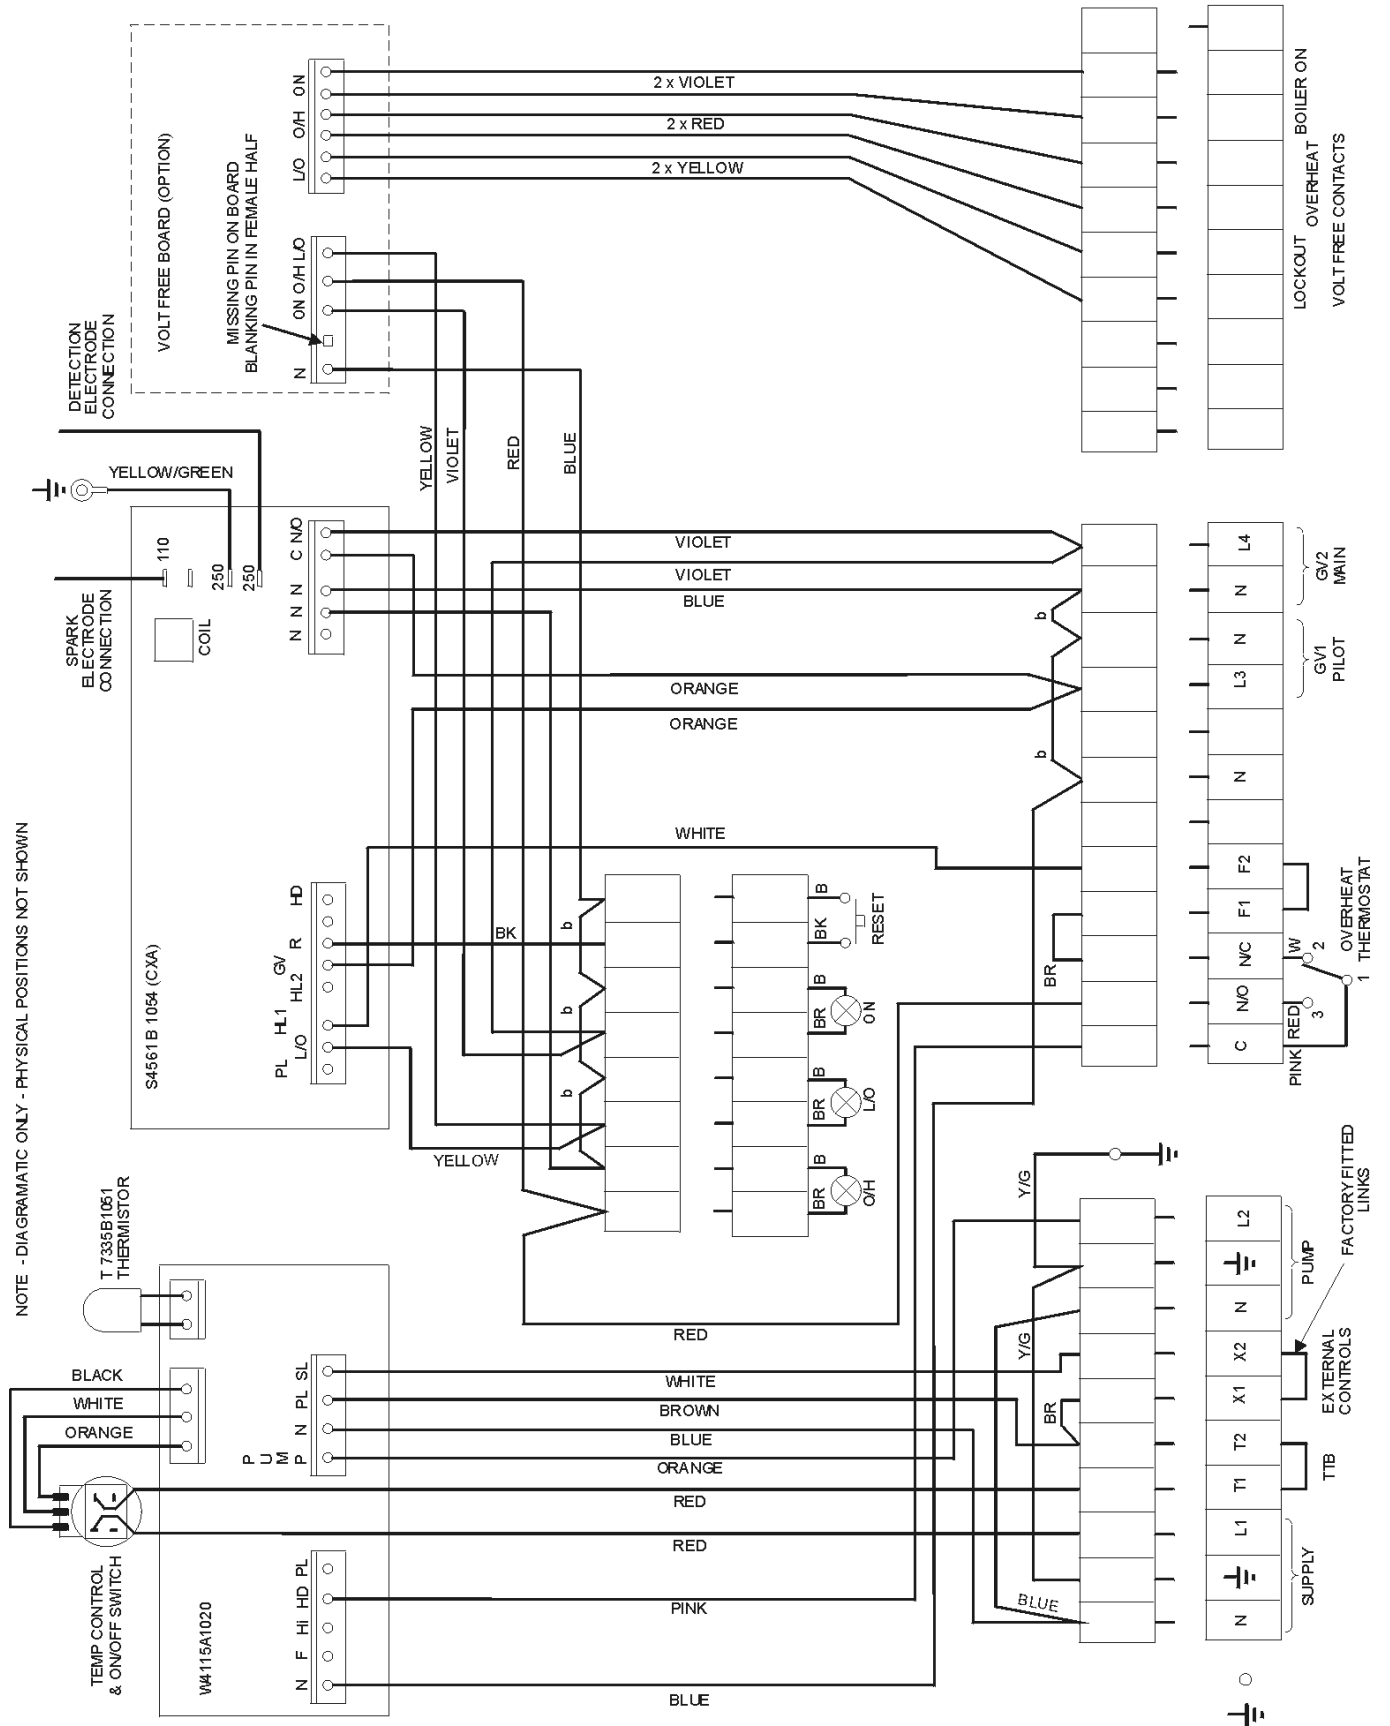 NOTE - DIAGRAMATIC ONLY - PHYSICAL POSITIONS NOT SHOWN
TEMP CONTROL
& ON/OFF SWITCH
BLACK
WHITE
ORANGE
T 7335B1051
THERMISTOR
SPARK
ELECTRODE
CONNECTION
DETECTION
ELECTRODE
CONNECTION
YELLOW/GREEN
W4115A1020
N
F
Hi
HD
PL
PUMP
N
PL
SL
S4561 B 1054 (CXA)
PL
L/O
HL1
HL2
GV
R
HD
COIL
110
250
250
N
N
N
C
N/O
VOLT FREE BOARD (OPTION)
MISSING PIN ON BOARD
BLANKING PIN IN FEMALE HALF
N
ON
O/H
L/O
L/O
O/H
ON
YELLOW
VIOLET
RED
BLUE
2 x VIOLET
2 x RED
2 x YELLOW
VIOLET
VIOLET
BLUE
ORANGE
ORANGE
WHITE
BK
YELLOW
b
b
b
b
b
BR
B
O/H
BR
B
L/O
BR
B
ON
BK
B
RESET
RED
WHITE
BROWN
BLUE
ORANGE
RED
RED
PINK
BLUE
BLUE
Y/G
Y/G
BR
BR
N
L1
T1
T2
X1
X2
N
L2
SUPPLY
TTB
EXTERNAL
CONTROLS
PUMP
FACTORY FITTED
LINKS
C
N/O
N/C
F1
F2
N
L3
N
N
L4
PINK
RED
W
3
2
1
OVERHEAT
THERMOSTAT
GV1
PILOT
GV2
MAIN
LOCKOUT
OVERHEAT
BOILER ON
VOLT FREE CONTACTS